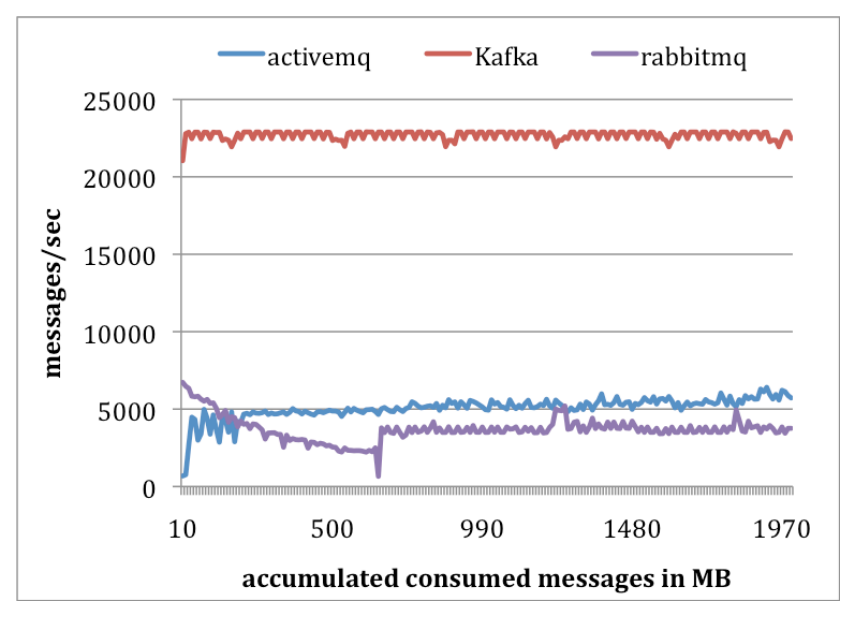 activemq Kafka rabbitmq
25000
20000
15000
10000
5000
0
messages/sec
10 500 990 1480 1970
accumulated consumed messages in MB